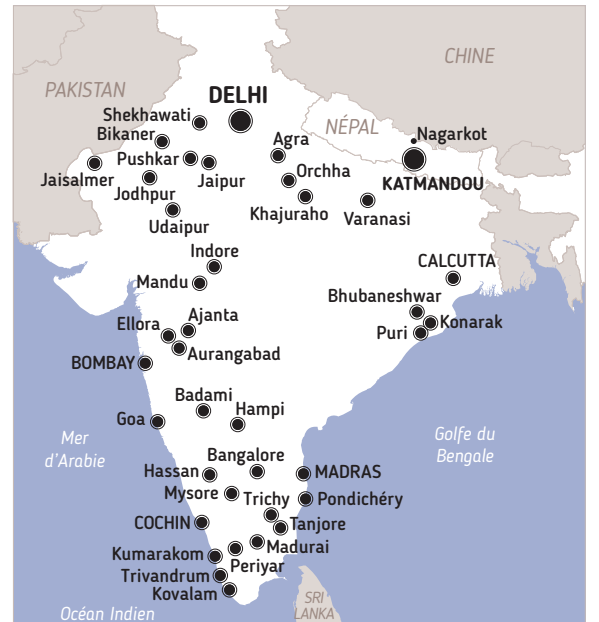 CHINE
PAKISTAN
DELHI
Shekhawati
NÉPAL
Nagarkot
Bikaner
Agra
Pushkar
Jaipur
Orchha
KATMANDOU
Jaisalmer
Jodhpur
Khajuraho
Varanasi
Udaipur
Indore
CALCUTTA
Mandu
Bhubaneshwar
Ajanta
Ellora
Konarak
Puri
Aurangabad
BOMBAY
Badami
Hampi
Goa
Mer
d'Arabie
Golfe du
Bengale
Bangalore
Hassan
MADRAS
Mysore
Trichy
Pondichéry
COCHIN
Tanjore
Madurai
Kumarakom
Periyar
Trivandrum
Kovalam
SRI
LANKA
Océan Indien